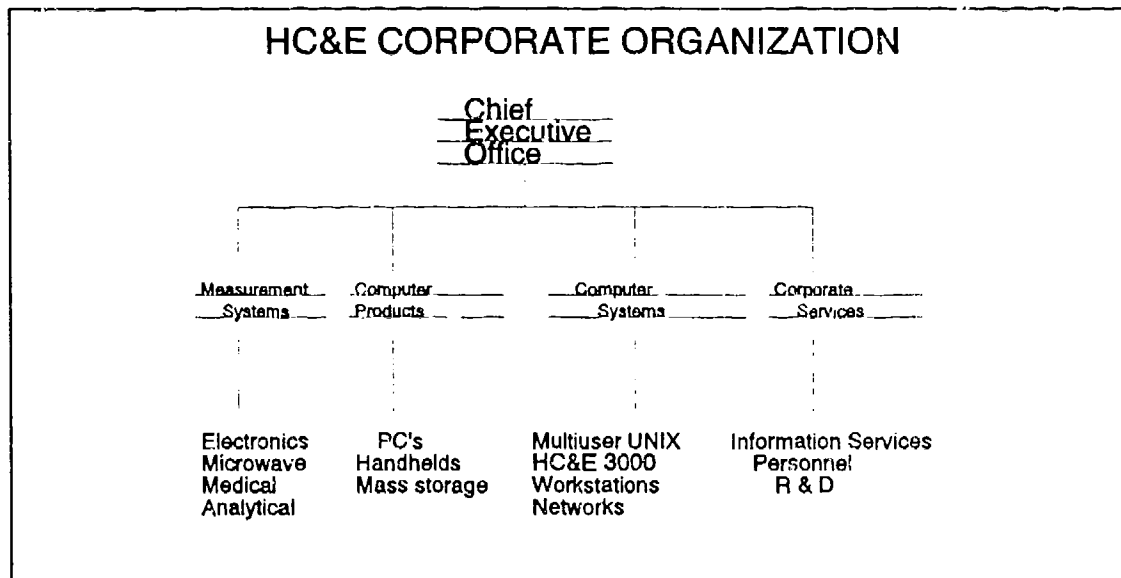 HC&E CORPORATE ORGANIZATION
Chief
Executive
Office
Measurement
Systems
Computer
Products
Computer
Systems
Corporate
Services
Electronics
Microwave
Medical
Analytical
PC's
Handhelds
Mass storage
Multiuser UNIX
HC&E 3000
Workstations
Networks
Information Services
Personnel
R & D